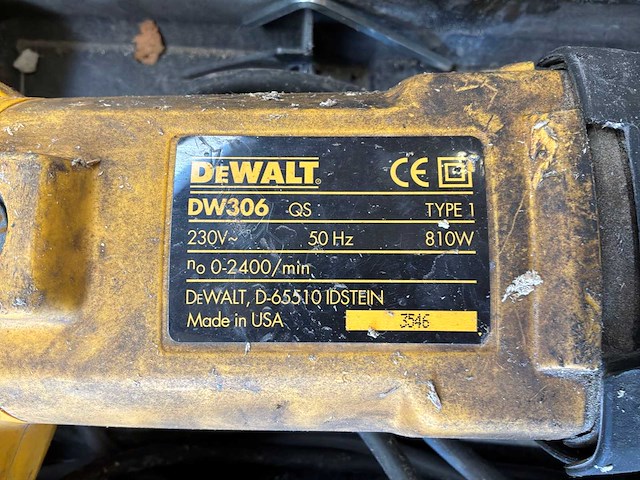 DEWALT
CE
DW306 QS TYPE 1
230V~ 50 Hz 810W
no 0-2400/min
DEWALT, D-65510 IDSTEIN
Made in USA 3546